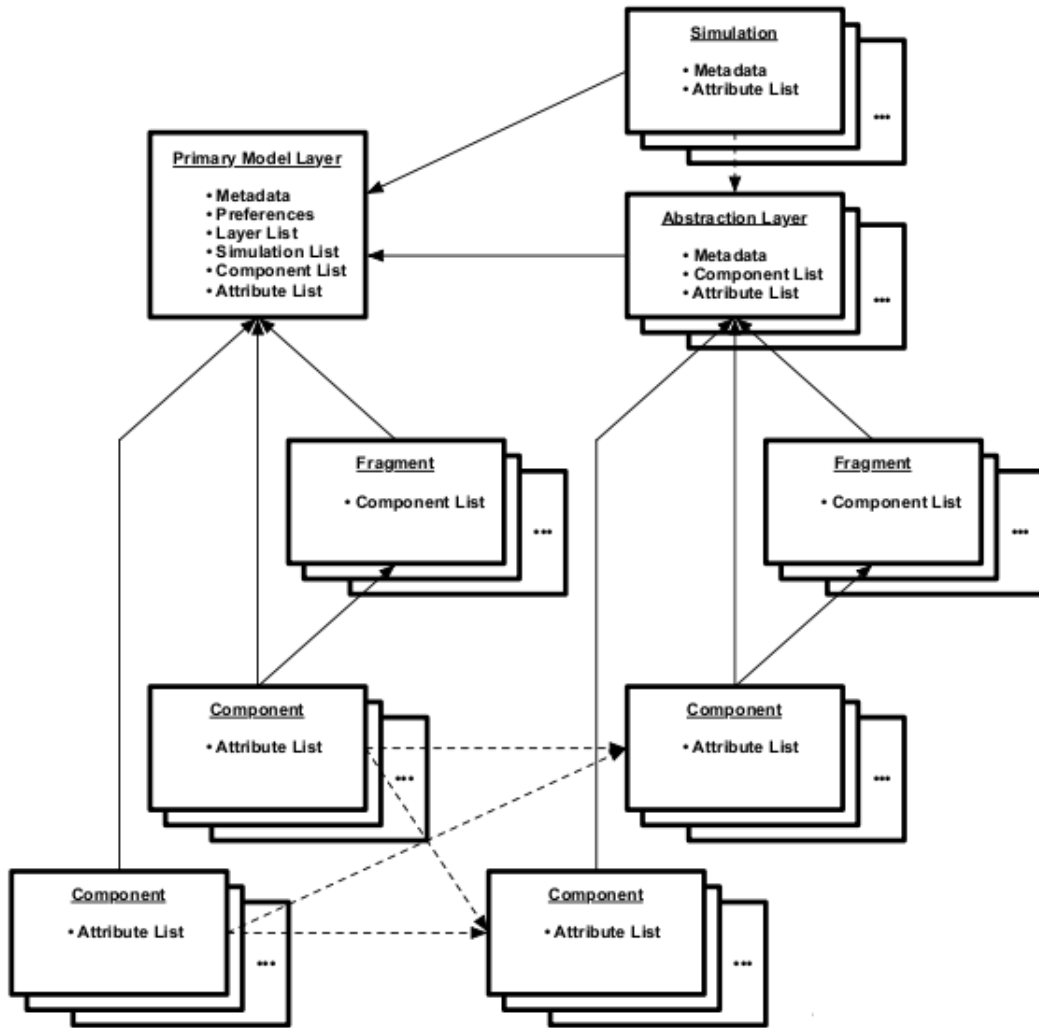 Simulation
• Metadata
• Attribute List
...
Primary Model Layer
• Metadata
• Preferences
• Layer List
• Simulation List
• Component List
• Attribute List
Abstraction Layer
• Metadata
• Component List
• Attribute List
...
Fragment
• Component List
...
Fragment
• Component List
...
Component
• Attribute List
...
Component
• Attribute List
...
Component
• Attribute List
...
Component
• Attribute List
...